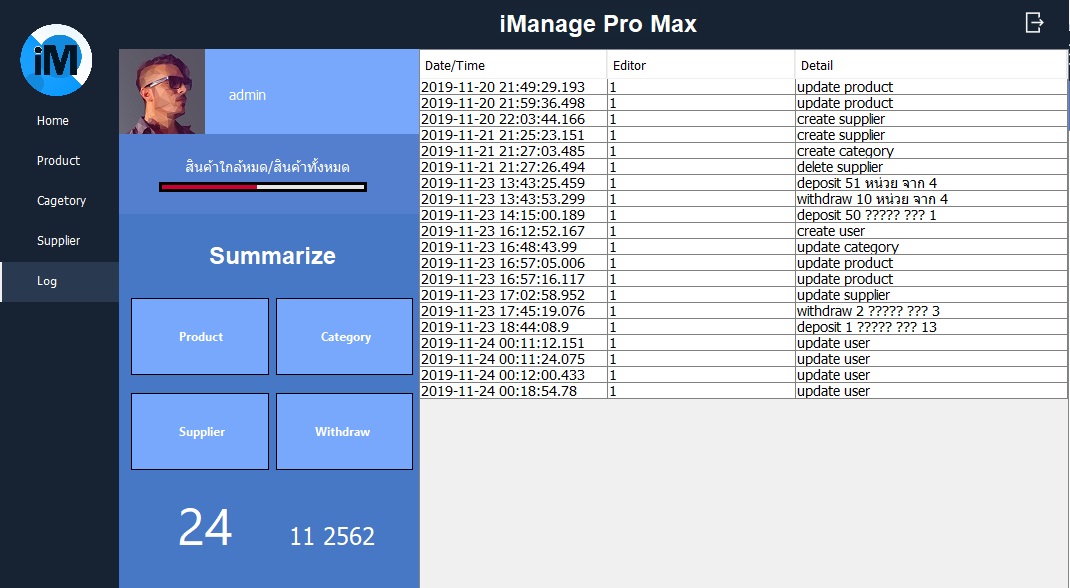 iManage Pro Max
iM
Home
Product
Cagetory
Supplier
Log
admin
สินค้าใกล้หมด/สินค้าทั้งหมด
Summarize
Product Category
Supplier Withdraw
24 11 2562
Date/Time Editor Detail
2019-11-20 21:49:29.193 1 update product
2019-11-20 21:59:36.498 1 update product
2019-11-20 22:03:44.166 1 create supplier
2019-11-21 21:25:23.151 1 create supplier
2019-11-21 21:27:03.485 1 create category
2019-11-21 21:27:26.494 1 delete supplier
2019-11-23 13:43:25.459 1 deposit 51 หน่วย จาก 4
2019-11-23 13:43:53.299 1 withdraw 10 หน่วย จาก 4
2019-11-23 14:15:00.189 1 deposit 50 ????? ??? 1
2019-11-23 16:12:52.167 1 create user
2019-11-23 16:48:43.99 1 update category
2019-11-23 16:57:05.006 1 update product
2019-11-23 16:57:16.117 1 update product
2019-11-23 17:02:58.952 1 update supplier
2019-11-23 17:45:19.076 1 withdraw 2 ????? ??? 3
2019-11-23 18:44:08.9 1 deposit 1 ????? ??? 13
2019-11-24 00:11:12.151 1 update user
2019-11-24 00:11:24.075 1 update user
2019-11-24 00:12:00.433 1 update user
2019-11-24 00:18:54.78 1 update user